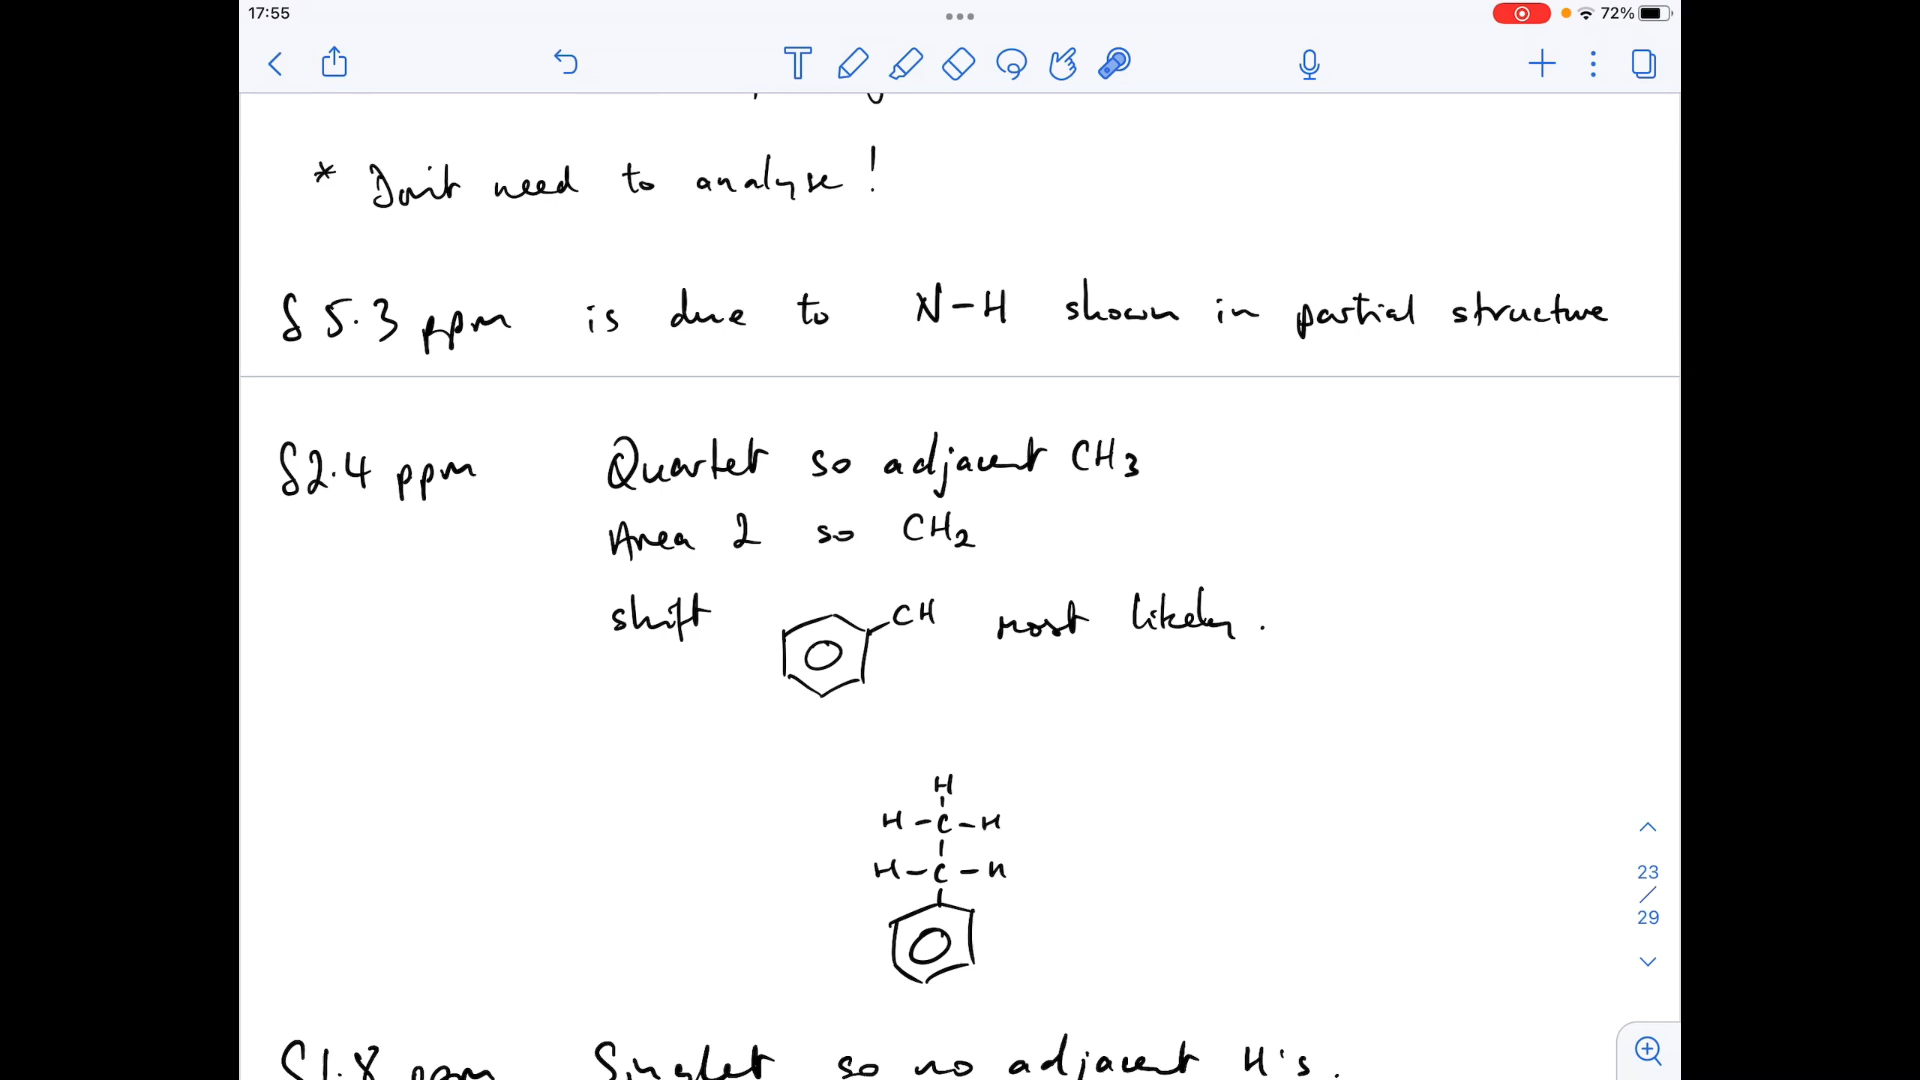 17:55
72%
* Don't need to analyse!
δ 5.3 ppm is due to N-H shown in partial structure
δ2.4 ppm Quartet so adjacent CH3
Area 2 so CH2
shift CH most likely.
H
H-C-H
H-C-H
23
/
29
δ1.8 ppm Singlet so no adjacent H's.